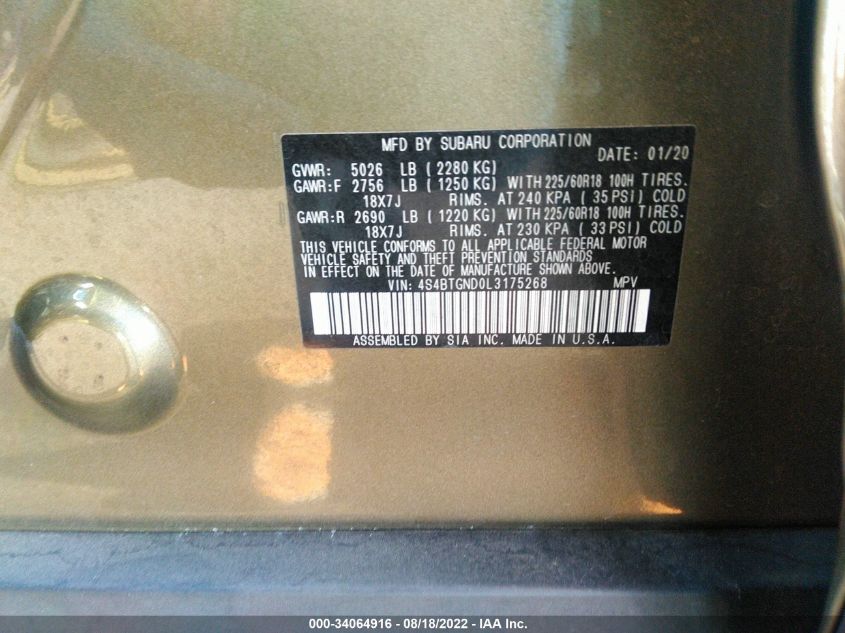 MFD BY SUBARU CORPORATION
DATE: 01/20
GVWR: 5026 LB ( 2280 KG)
GAWR:F 2756 LB ( 1250 KG) WITH 225/60R18 100H TIRES.
18X7J RIMS. AT 240 KPA ( 35 PSI) COLD
GAWR:R 2690 LB ( 1220 KG) WITH 225/60R18 100H TIRES.
18X7J RIMS. AT 230 KPA ( 33 PSI) COLD
THIS VEHICLE CONFORMS TO ALL APPLICABLE FEDERAL MOTOR
VEHICLE SAFETY AND THEFT PREVENTION STANDARDS
IN EFFECT ON THE DATE OF MANUFACTURE SHOWN ABOVE.
VIN: 4S4BTGND0L3175268 MPV
ASSEMBLED BY SIA INC. MADE IN U.S.A.
000-34064916 - 08/18/2022 - IAA Inc.